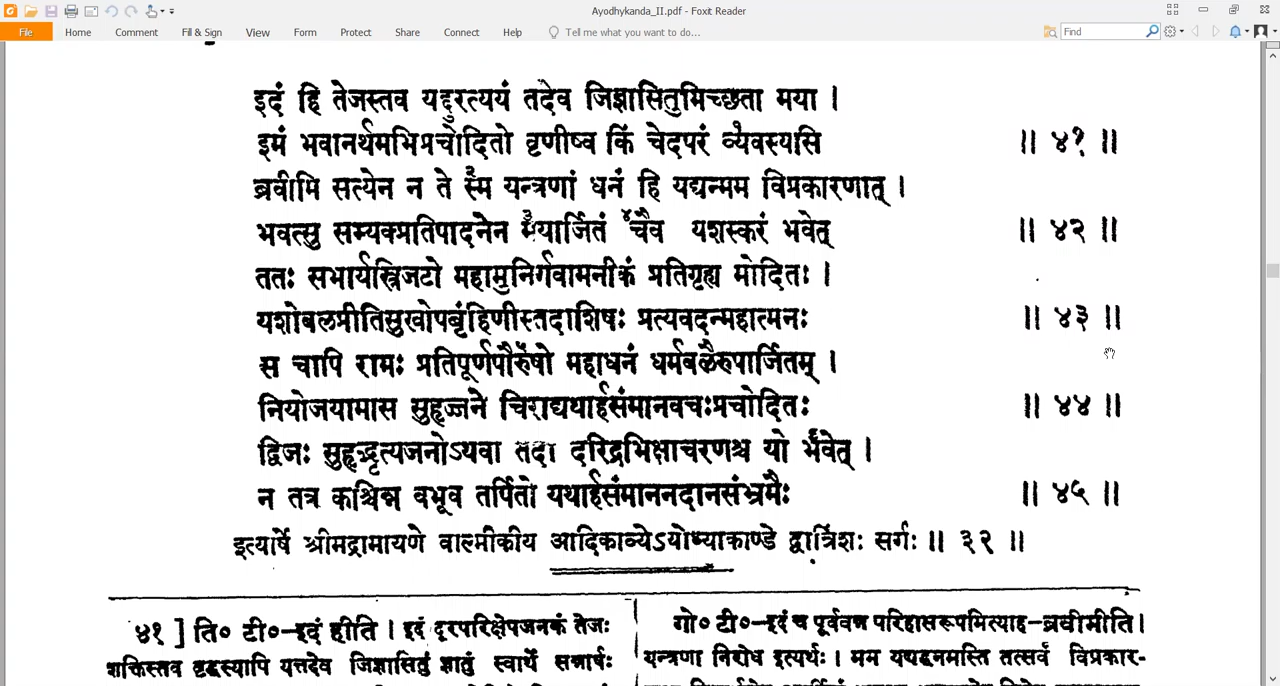 Ayodhykanda_II.pdf - Foxit Reader
File Home Comment Fill & Sign View Form Protect Share Connect Help Tell me what you want to do... Find
इदं हि तेजस्तव यद्दुरत्ययं तदेव जिज्ञासितुमिच्छता मया ।
इमं भवानर्थमभिप्रचोदितो वृणीष्व किं चेदपरं व्यवस्यसि ॥ ४१ ॥
ब्रवीमि सत्येन न ते स्म यन्त्रणां धनं हि यद्यन्मम विप्रकारणात् ।
भवत्सु सम्यक्प्रतिपादनेन मयार्जितं चैव यशस्करं भवेत् ॥ ४२ ॥
ततः सभार्यस्त्रिजटो महामुनिर्गवामनीकं प्रतिगृह्य मोदितः ।
यशोबलप्रीतिसुखोपबृंहिणीस्तदाशिषः प्रत्यवदन्महात्मनः ॥ ४३ ॥
स चापि रामः प्रतिपूर्णपौरुषो महाधनं धर्मबलैरुपार्जितम् ।
नियोजयामास सुहृज्जने चिराद्यथार्हसंमानवचःप्रचोदितः ॥ ४४ ॥
द्विजः सुहृद्भृत्यजनोऽथवा तदा दरिद्रभिक्षाचरणश्च यो भवेत् ।
न तत्र कश्चिन्न बभूव तर्पितो यथार्हसंमाननदानसंभ्रमैः ॥ ४५ ॥
इत्यार्षे श्रीमद्रामायणे वाल्मीकीय आदिकाव्येऽयोध्याकाण्डे द्वात्रिंशः सर्गः ॥ ३२ ॥
४१ ] ति० टी०-इदं हीति । इदं दूरपरिक्षेपजनकं तेजः
शक्तिस्तव वृद्धस्यापि यत्तदेव जिज्ञासितुं ज्ञातुं स्वार्थे सन्नार्षः
गो० टी०-इदं च पूर्ववन्न परिहासरूपमित्याह-ब्रवीमीति ।
यन्त्रणा निरोध इत्यर्थः । मम यद्यद्धनमस्ति तत्सर्वं विप्रकार-